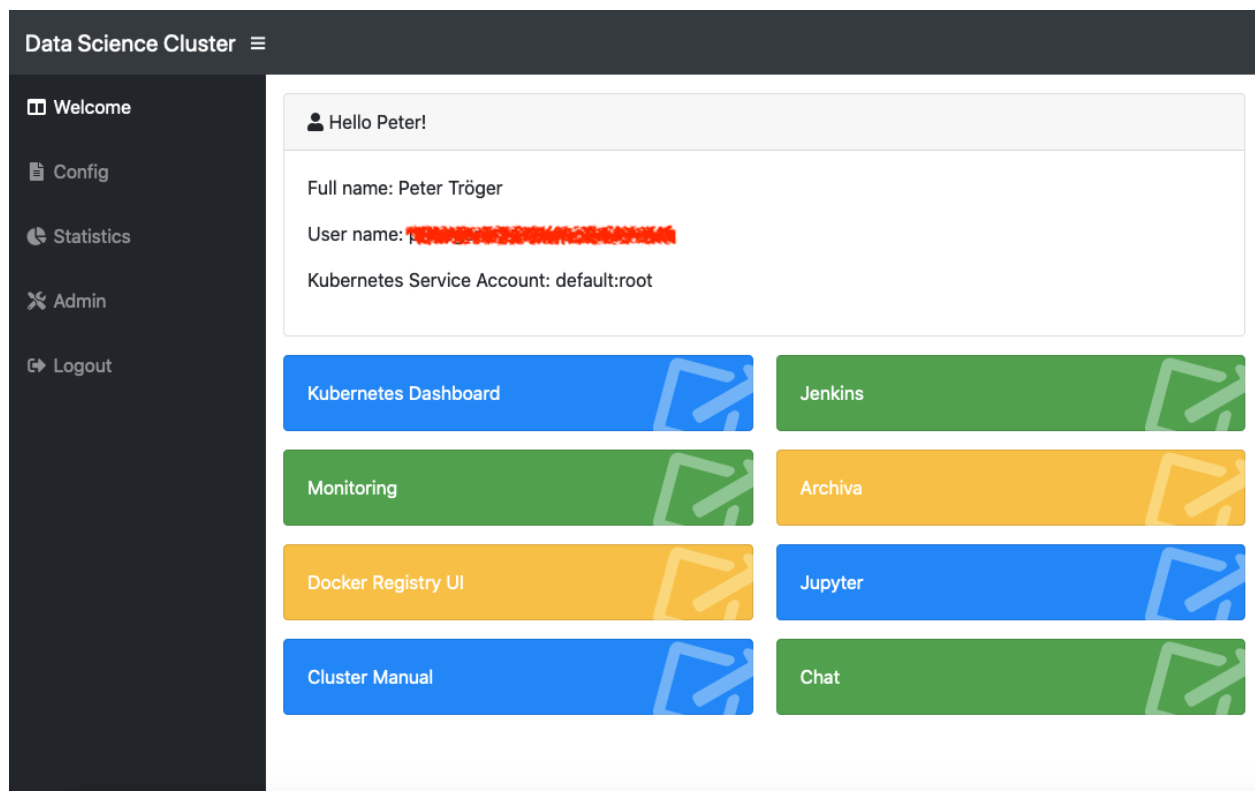 Data Science Cluster
Welcome
Config
Statistics
Admin
Logout
Hello Peter!
Full name: Peter Tröger
User name:
Kubernetes Service Account: default:root
Kubernetes Dashboard
Jenkins
Monitoring
Archiva
Docker Registry UI
Jupyter
Cluster Manual
Chat